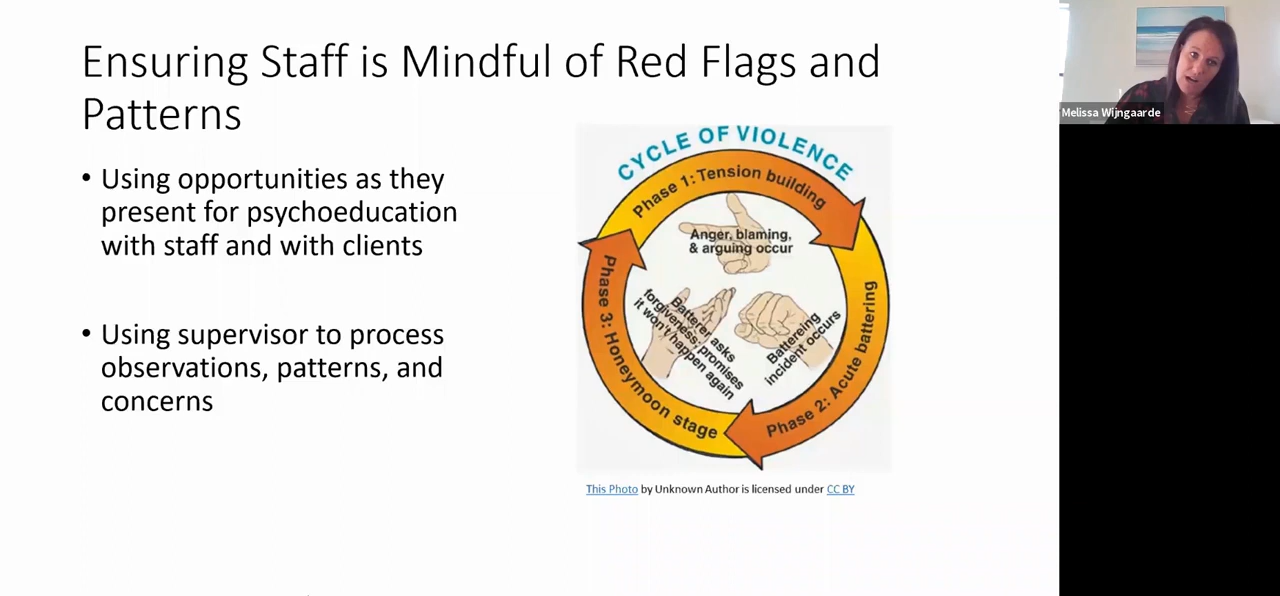 Ensuring Staff is Mindful of Red Flags and
Patterns
• Using opportunities as they
present for psychoeducation
with staff and with clients
• Using supervisor to process
observations, patterns, and
concerns
CYCLE OF VIOLENCE
Phase 1: Tension building
Anger, blaming,
& arguing occur
Phase 2: Acute battering
Battereing
incident occurs
Phase 3: Honeymoon stage
Batterer asks
forgiveness; promises
it won't happen again
This Photo by Unknown Author is licensed under CC BY
Melissa Wijngaarde